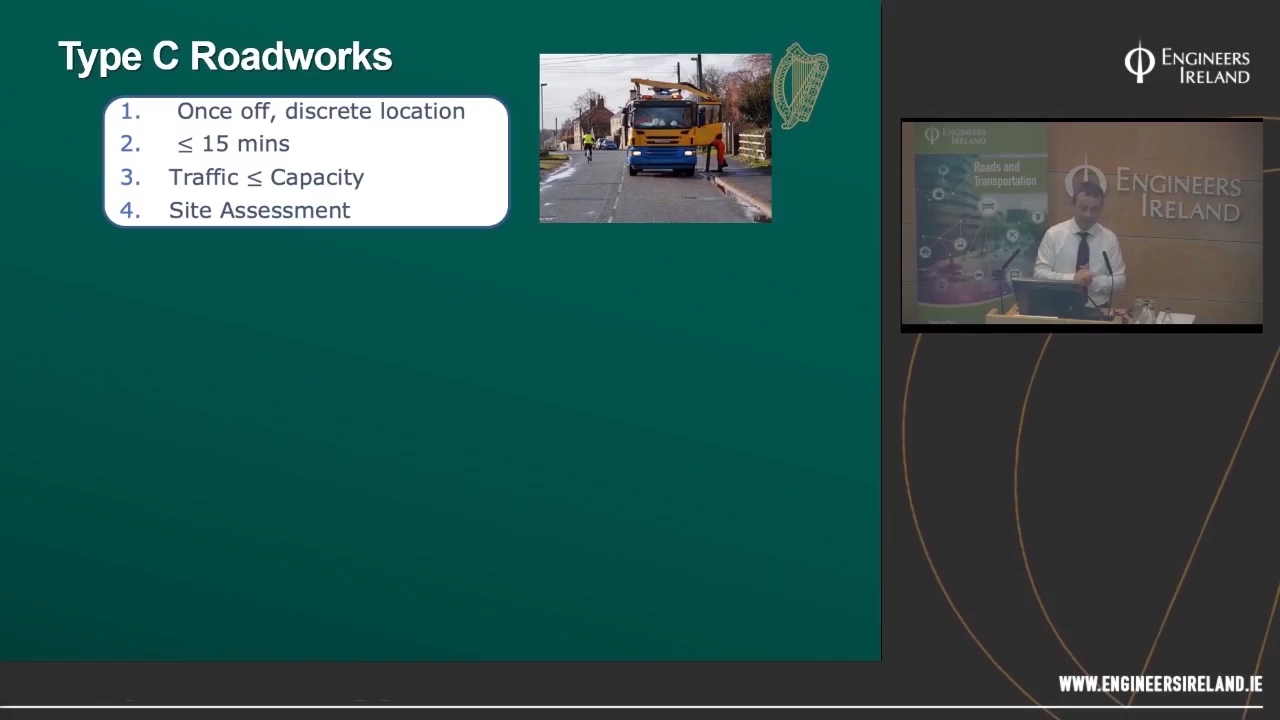 Type C Roadworks
1. Once off, discrete location
2. ≤ 15 mins
3. Traffic ≤ Capacity
4. Site Assessment
ENGINEERS
IRELAND
ENGINEERS
IRELAND
Roads and
Transportation
ENGINEERS
IRELAND
WWW.ENGINEERSIRELAND.IE